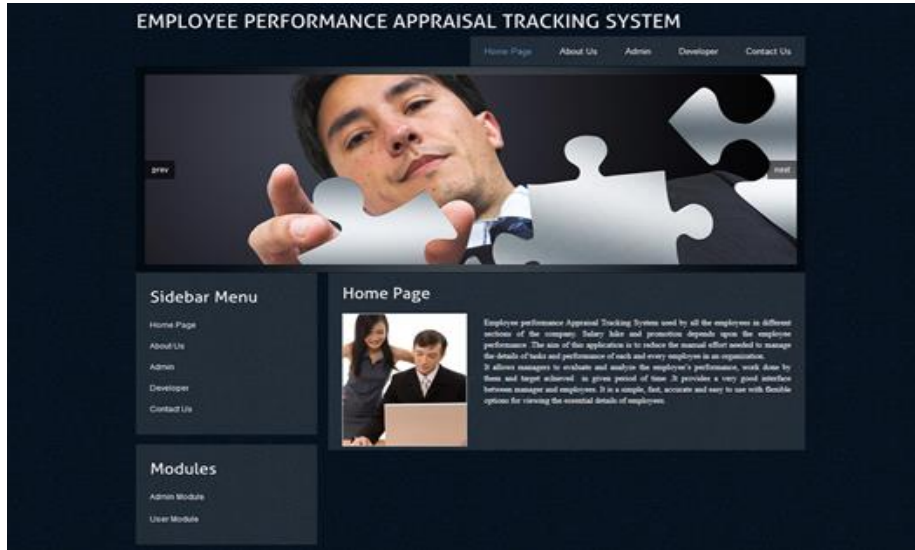 EMPLOYEE PERFORMANCE APPRAISAL TRACKING SYSTEM
Home Page About Us Admin Developer Contact Us
prev
next
Sidebar Menu
Home Page
About Us
Admin
Developer
Contact Us
Modules
Admin Module
User Module
Home Page
Employee performance Appraisal Tracking System used by all the employees in different
sections of the company. Salary hike and promotion depends upon the employee
performance .The aim of this application is to reduce the manual effort needed to manage
the details of tasks and performance of each and every employee in an organization.
It allows managers to evaluate and analyze the employee's performance, work done by
them and target achieved in given period of time .It provides a very good interface
between manager and employees. It is a simple, fast, accurate and easy to use with flexible
options for viewing the essential details of employees.